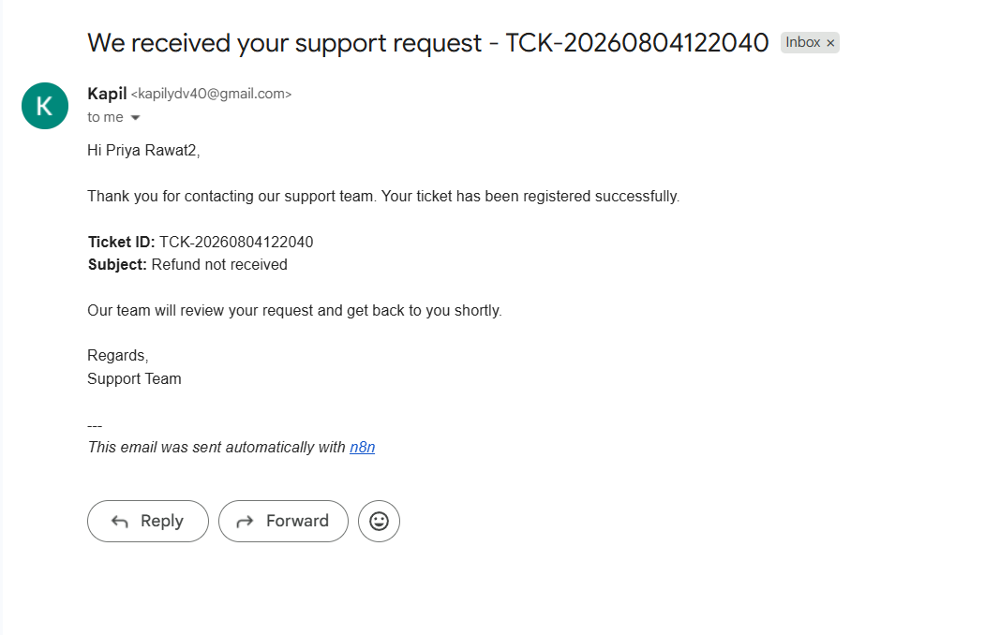 We received your support request - TCK-20260804122040 Inbox ×
K
Kapil <kapilydv40@gmail.com>
to me
Hi Priya Rawat2,
Thank you for contacting our support team. Your ticket has been registered successfully.
Ticket ID: TCK-20260804122040
Subject: Refund not received
Our team will review your request and get back to you shortly.
Regards,
Support Team
---
This email was sent automatically with n8n
Reply Forward